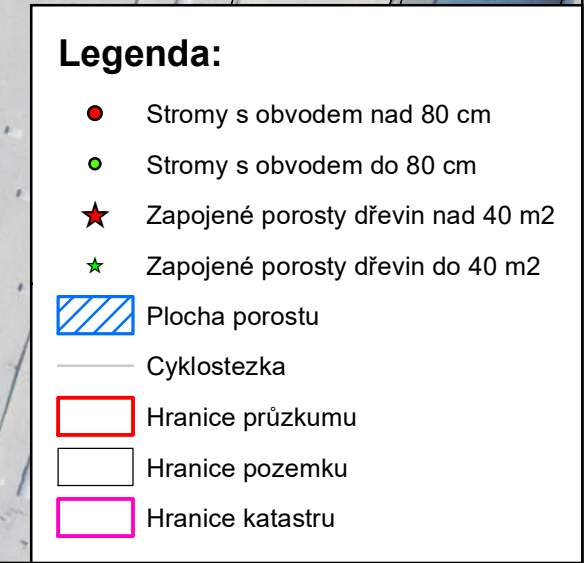 Legenda:
Stromy s obvodem nad 80 cm
Stromy s obvodem do 80 cm
Zapojené porosty dřevin nad 40 m2
Zapojené porosty dřevin do 40 m2
Plocha porostu
Cyklostezka
Hranice průzkumu
Hranice pozemku
Hranice katastru